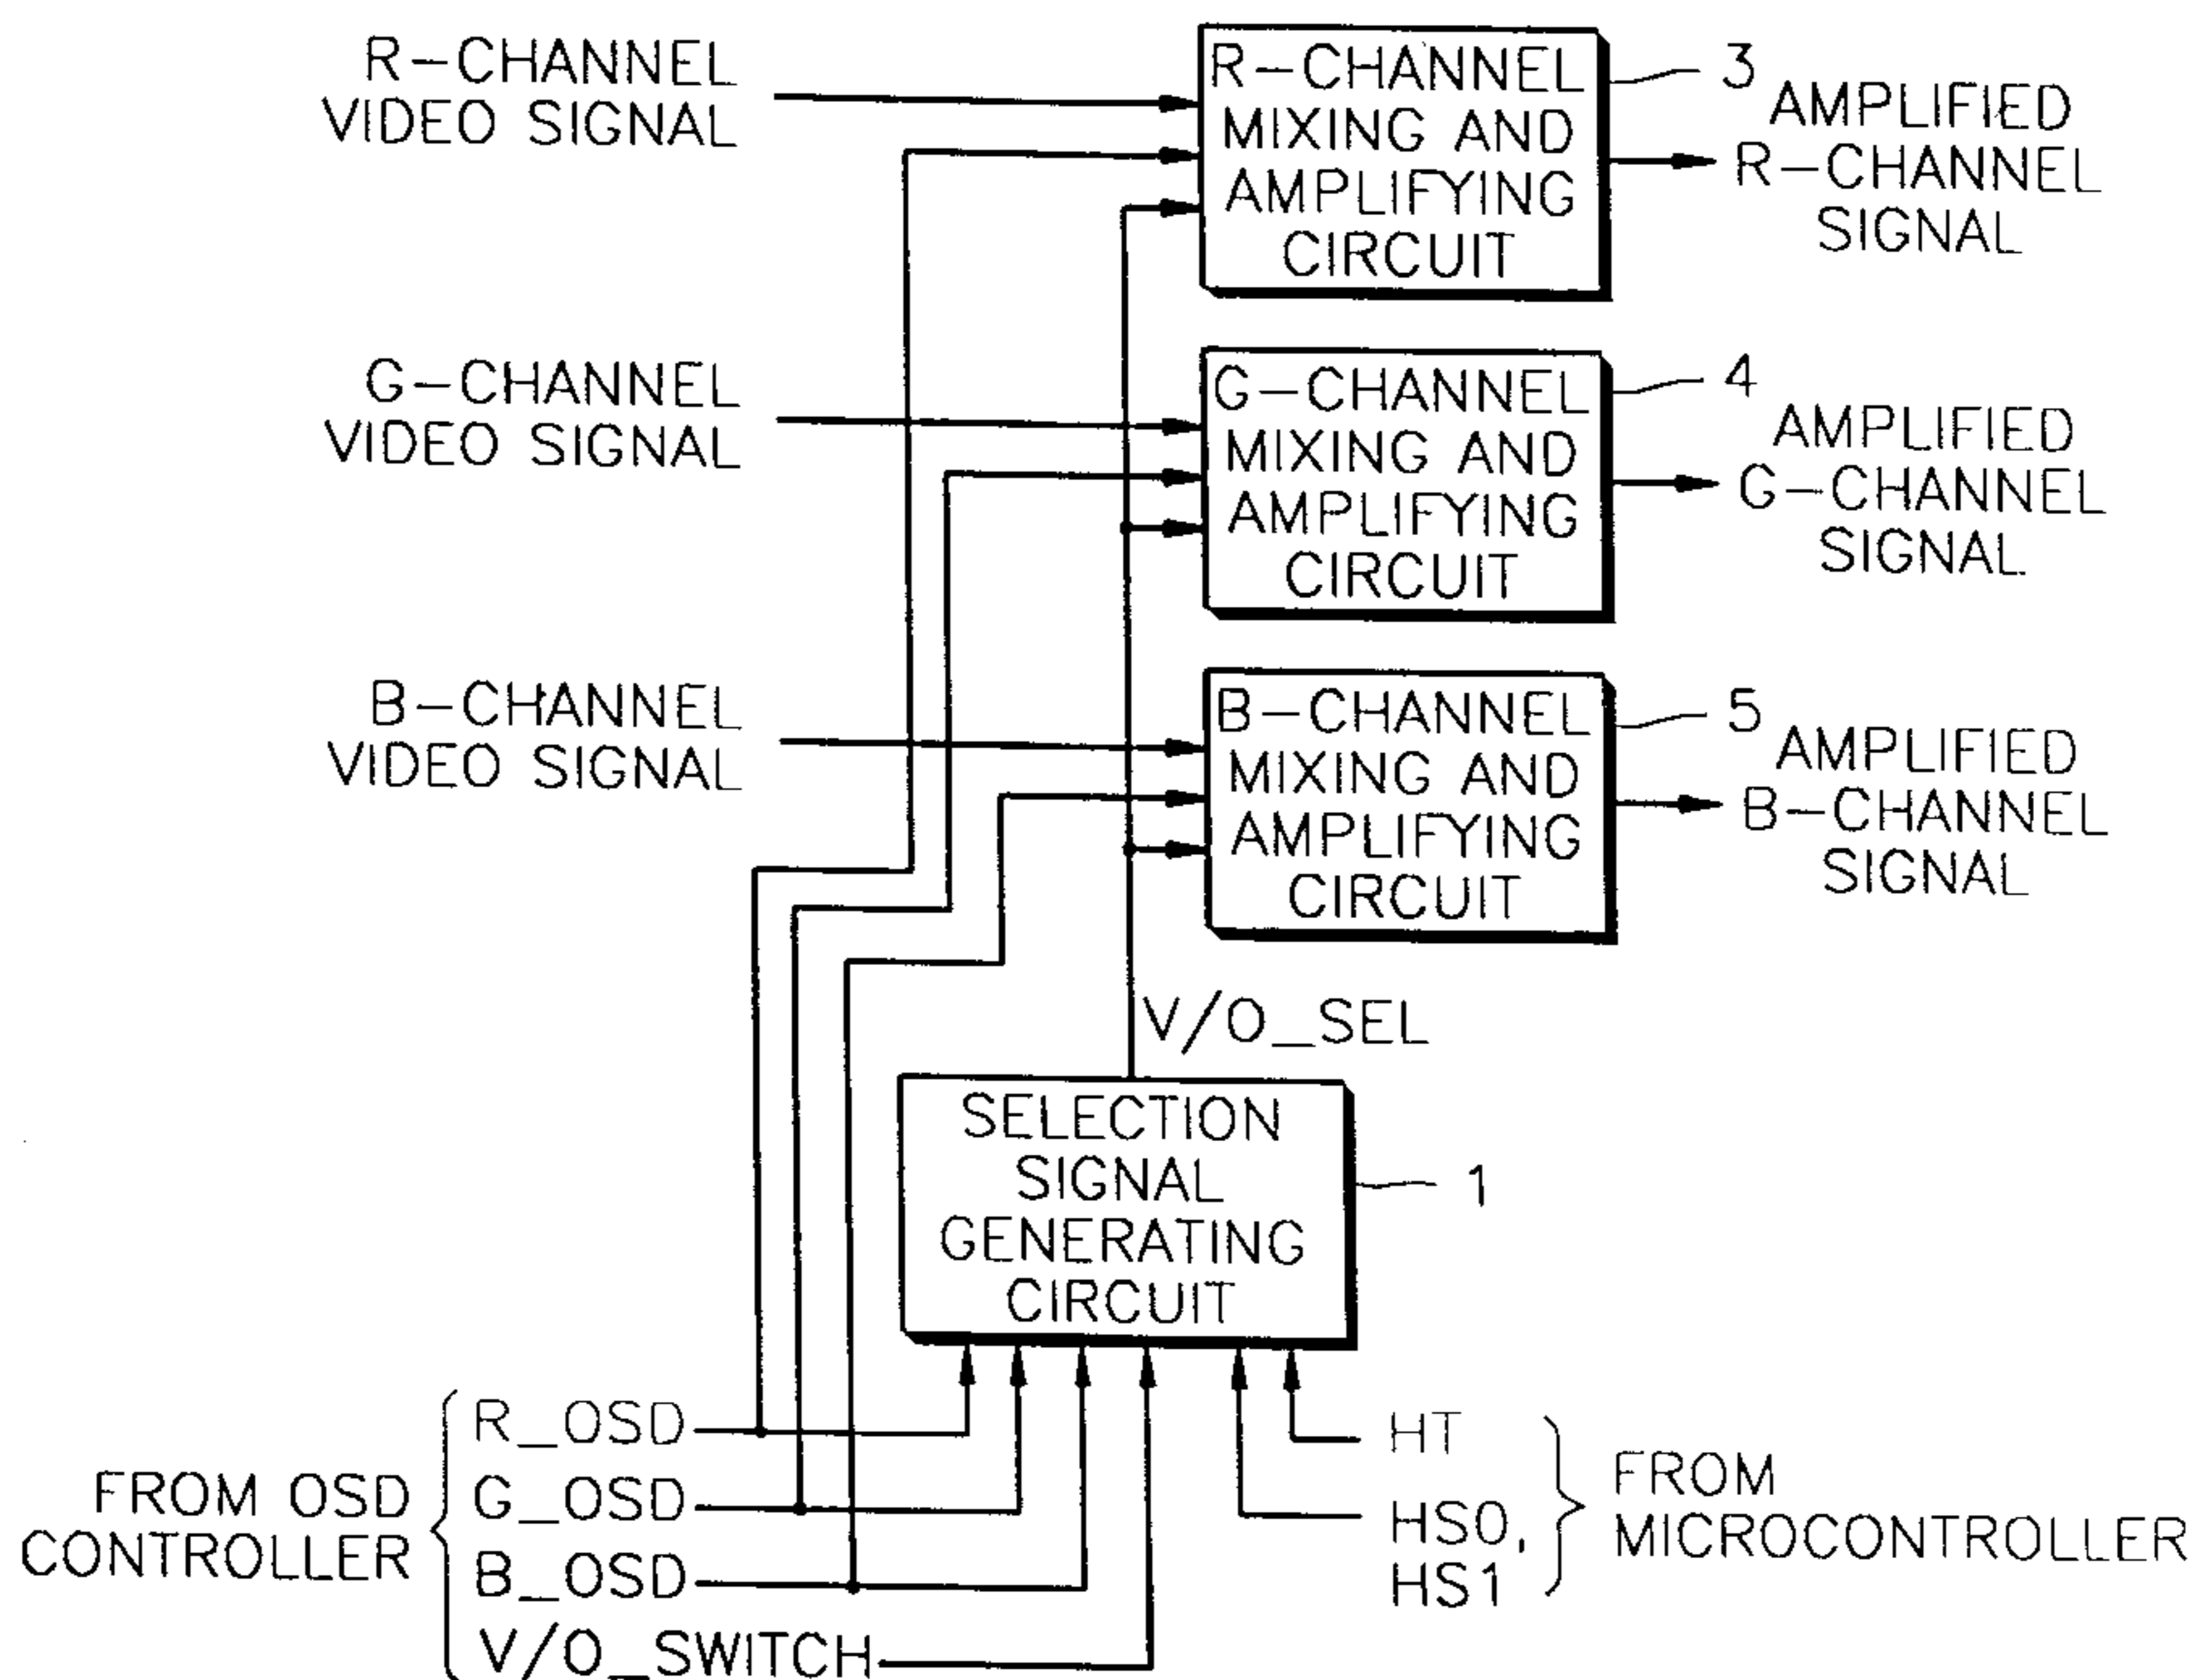 R-CHANNEL
VIDEO SIGNAL
R-CHANNEL
MIXING AND
AMPLIFYING
CIRCUIT
3
AMPLIFIED
R-CHANNEL
SIGNAL
G-CHANNEL
VIDEO SIGNAL
G-CHANNEL
MIXING AND
AMPLIFYING
CIRCUIT
4
AMPLIFIED
G-CHANNEL
SIGNAL
B-CHANNEL
VIDEO SIGNAL
B-CHANNEL
MIXING AND
AMPLIFYING
CIRCUIT
5
AMPLIFIED
B-CHANNEL
SIGNAL
V/O_SEL
SELECTION
SIGNAL
GENERATING
CIRCUIT
1
FROM OSD
CONTROLLER
R_OSD
G_OSD
B_OSD
V/O_SWITCH
HT
HS0,
HS1
FROM
MICROCONTROLLER